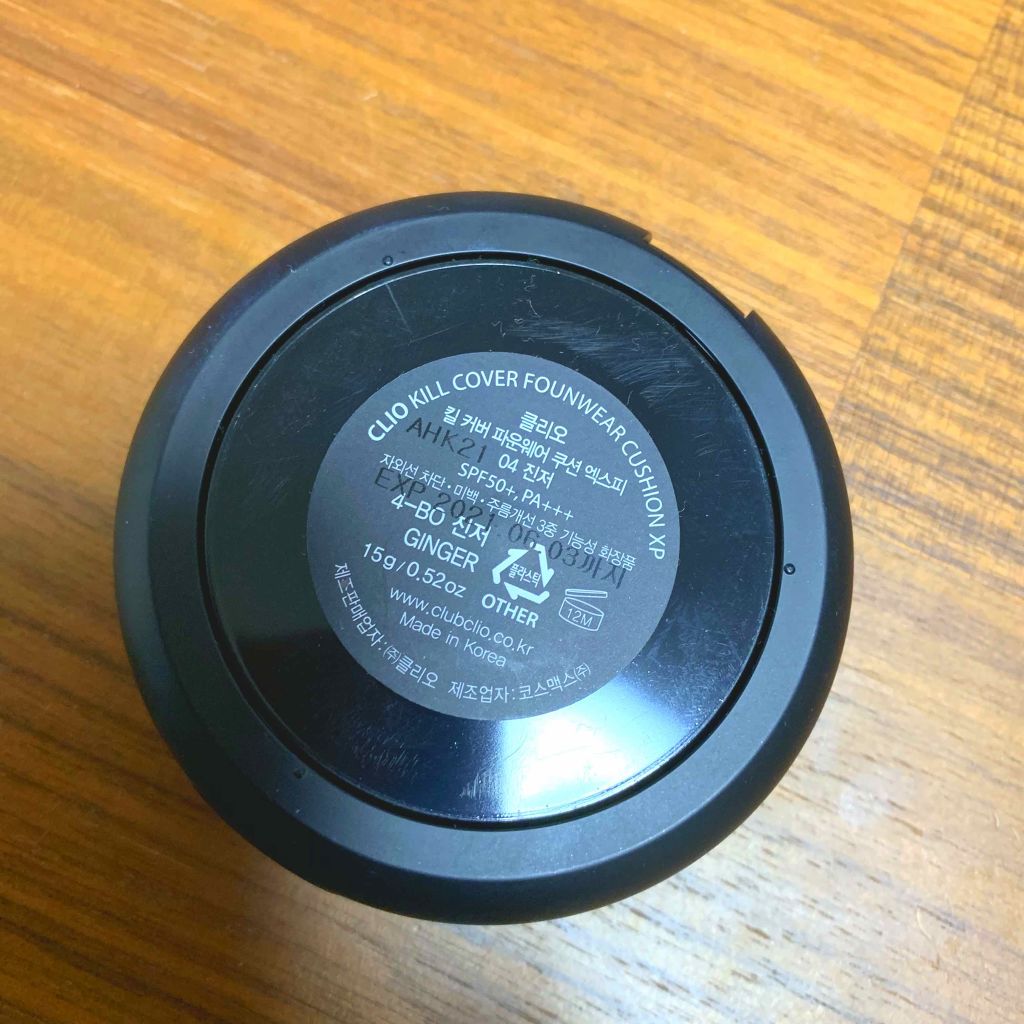 CLIO KILL COVER FOUNWEAR CUSHION XP
클리오
킬 커버 파운웨어 쿠션 엑스피
AHK21
04 진저
SPF50+, PA+++
자외선 차단·미백·주름개선 3중 기능성 화장품
EXP 2021.06.03까지
4-BO 진저
GINGER
플라스틱
OTHER
12M
15g/0.52oz
www.clubclio.co.kr
Made in Korea
제조판매업자:㈜클리오 제조업자:코스맥스㈜